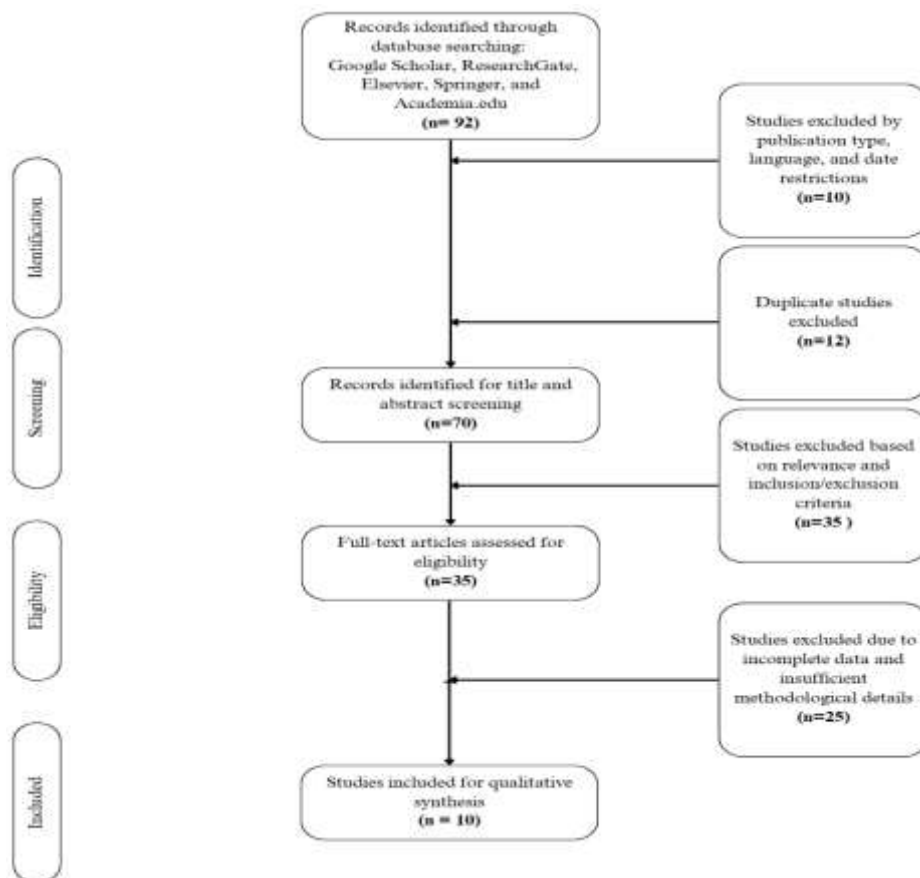 Records identified through
database searching:
Google Scholar, ResearchGate,
Elsevier, Springer, and
Academia.edu
(n= 92)
Studies excluded by
publication type,
language, and date
restrictions
(n=10)
Identification
Duplicate studies
excluded
(n=12)
Screening
Records identified for title and
abstract screening
(n=70)
Studies excluded based
on relevance and
inclusion/exclusion
criteria
(n=35 )
Eligibility
Full-text articles assessed for
eligibility
(n=35)
Studies excluded due to
incomplete data and
insufficient
methodological details
(n=25)
Included
Studies included for qualitative
synthesis
(n = 10)